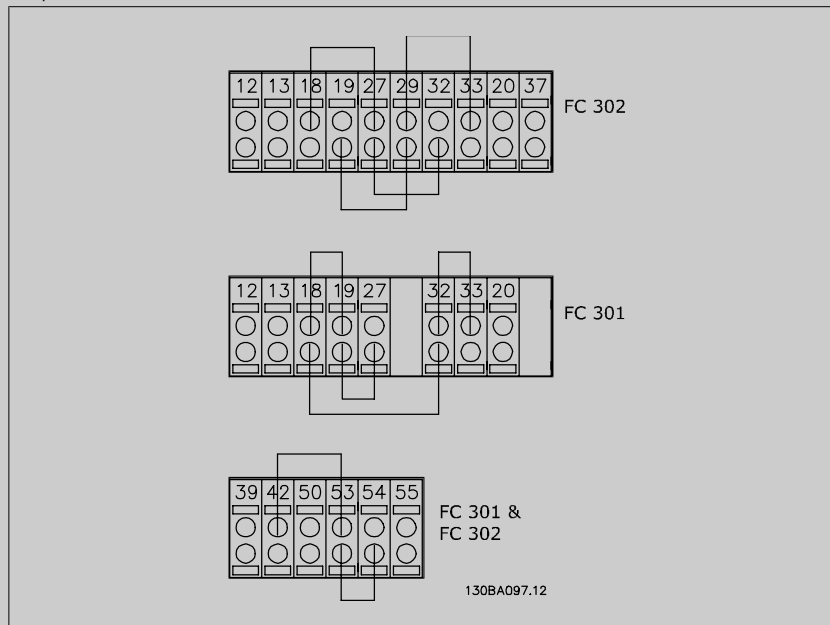 12 13 18 19 27 29 32 33 20 37
FC 302
12 13 18 19 27 32 33 20
FC 301
39 42 50 53 54 55
FC 301 &
FC 302
130BA097.12